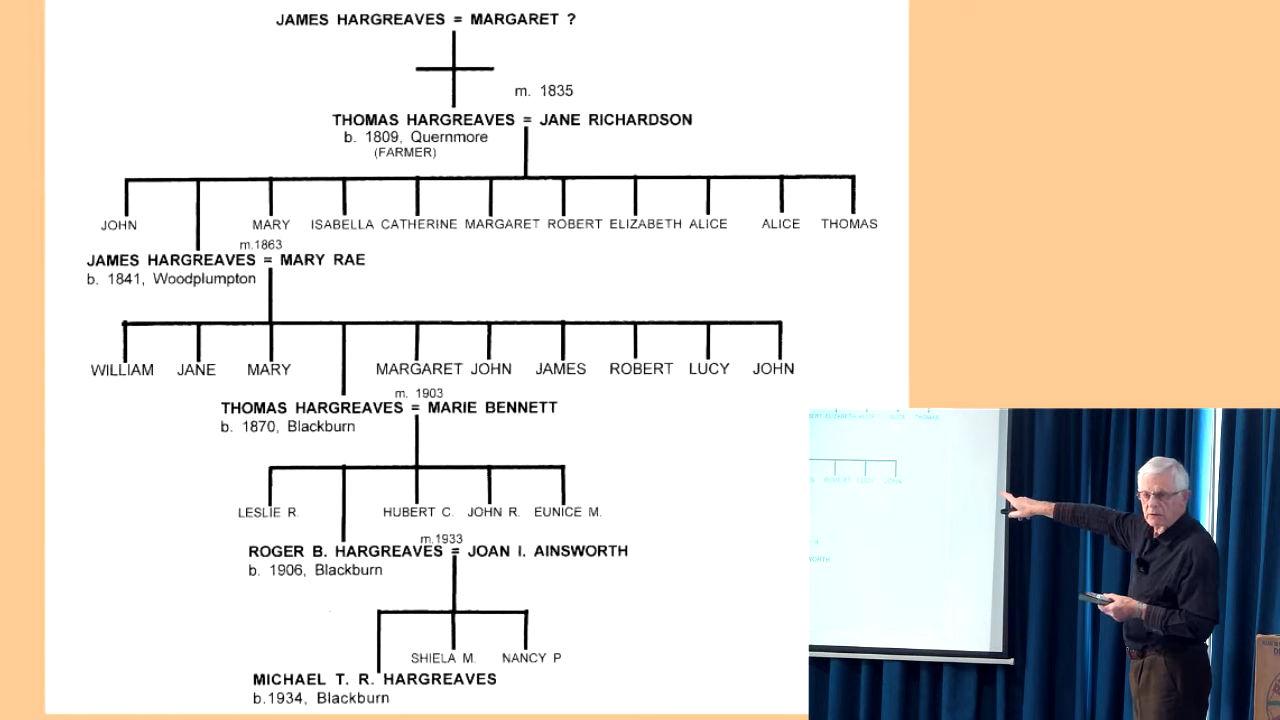 JAMES HARGREAVES = MARGARET ?
m. 1835
THOMAS HARGREAVES = JANE RICHARDSON
b. 1809, Quernmore
(FARMER)
JOHN MARY ISABELLA CATHERINE MARGARET ROBERT ELIZABETH ALICE ALICE THOMAS
m.1863
JAMES HARGREAVES = MARY RAE
b. 1841, Woodplumpton
WILLIAM JANE MARY MARGARET JOHN JAMES ROBERT LUCY JOHN
m. 1903
THOMAS HARGREAVES = MARIE BENNETT
b. 1870, Blackburn
LESLIE R. HUBERT C. JOHN R. EUNICE M.
m.1933
ROGER B. HARGREAVES = JOAN I. AINSWORTH
b. 1906, Blackburn
SHIELA M. NANCY P
MICHAEL T. R. HARGREAVES
b.1934, Blackburn